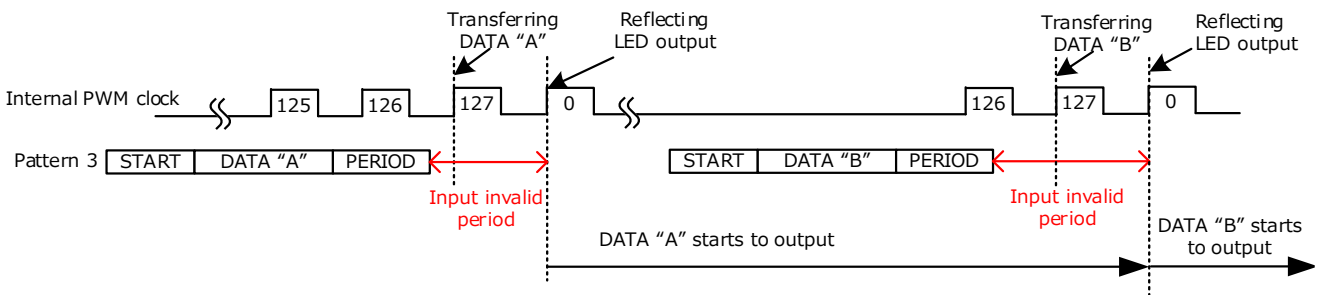 Transferring
DATA "A"
Reflecting
LED output
Transferring
DATA "B"
Reflecting
LED output
Internal PWM clock
125
126
127
0
126
127
0
Pattern 3
START
DATA "A"
PERIOD
START
DATA "B"
PERIOD
Input invalid
period
Input invalid
period
DATA "A" starts to output
DATA "B" starts
to output